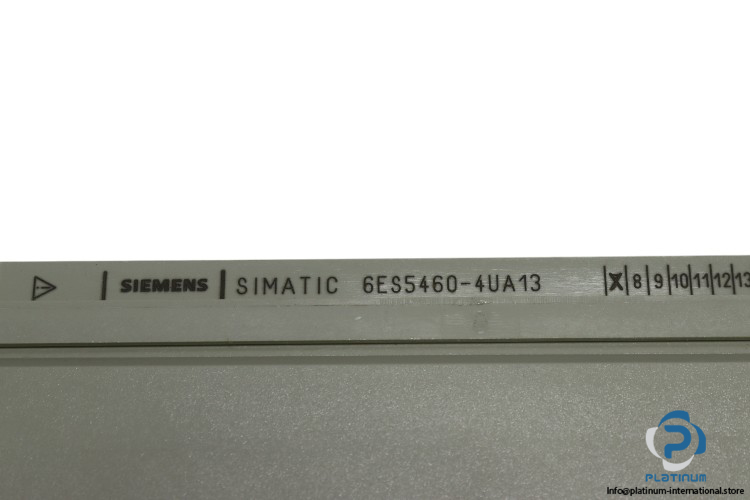 SIEMENS | SIMATIC 6ES5460-4UA13 |X|8|9|10|11|12|13
PLATINUM
Info@platinum-international.store